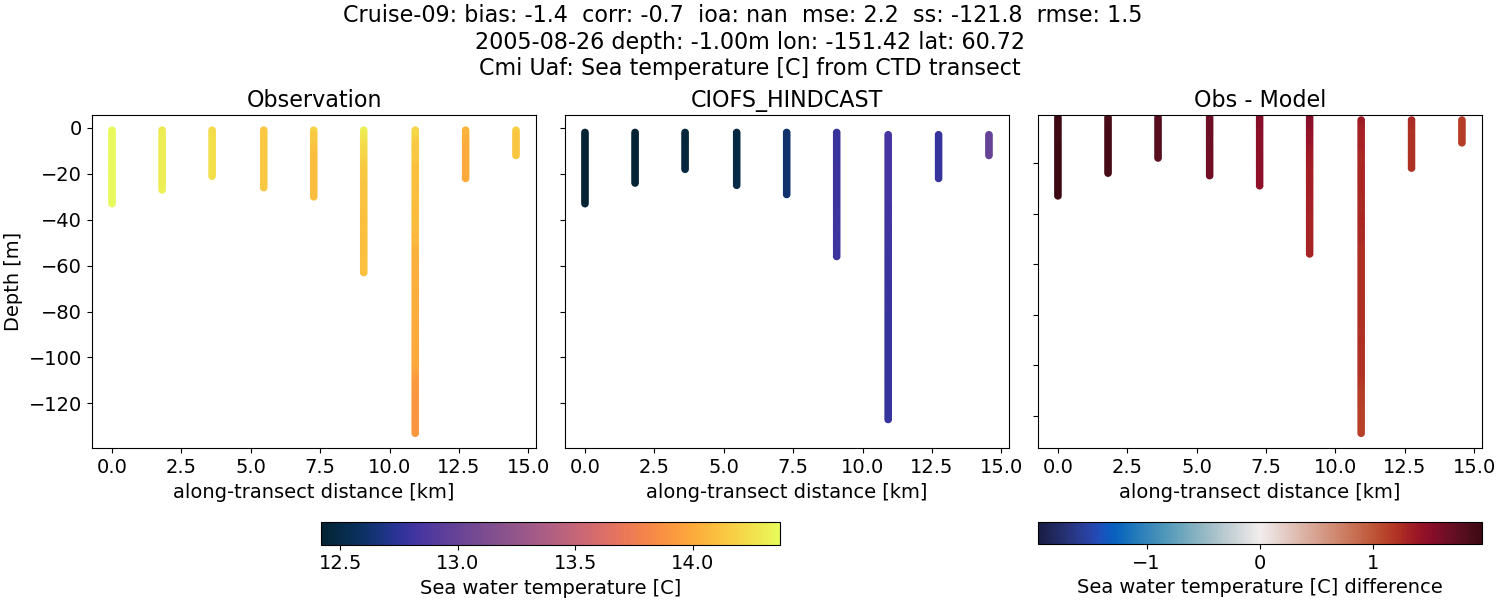 Cruise-09: bias: -1.4  corr: -0.7  ioa: nan  mse: 2.2  ss: -121.8  rmse: 1.5
2005-08-26 depth: -1.00m lon: -151.42 lat: 60.72
Cmi Uaf: Sea temperature [C] from CTD transect
Observation
CIOFS_HINDCAST
Obs - Model
Depth [m]
0
−20
−40
−60
−80
−100
−120
0.0 2.5 5.0 7.5 10.0 12.5 15.0
0.0 2.5 5.0 7.5 10.0 12.5 15.0
0.0 2.5 5.0 7.5 10.0 12.5 15.0
along-transect distance [km]
along-transect distance [km]
along-transect distance [km]
12.5 13.0 13.5 14.0
Sea water temperature [C]
−1 0 1
Sea water temperature [C] difference